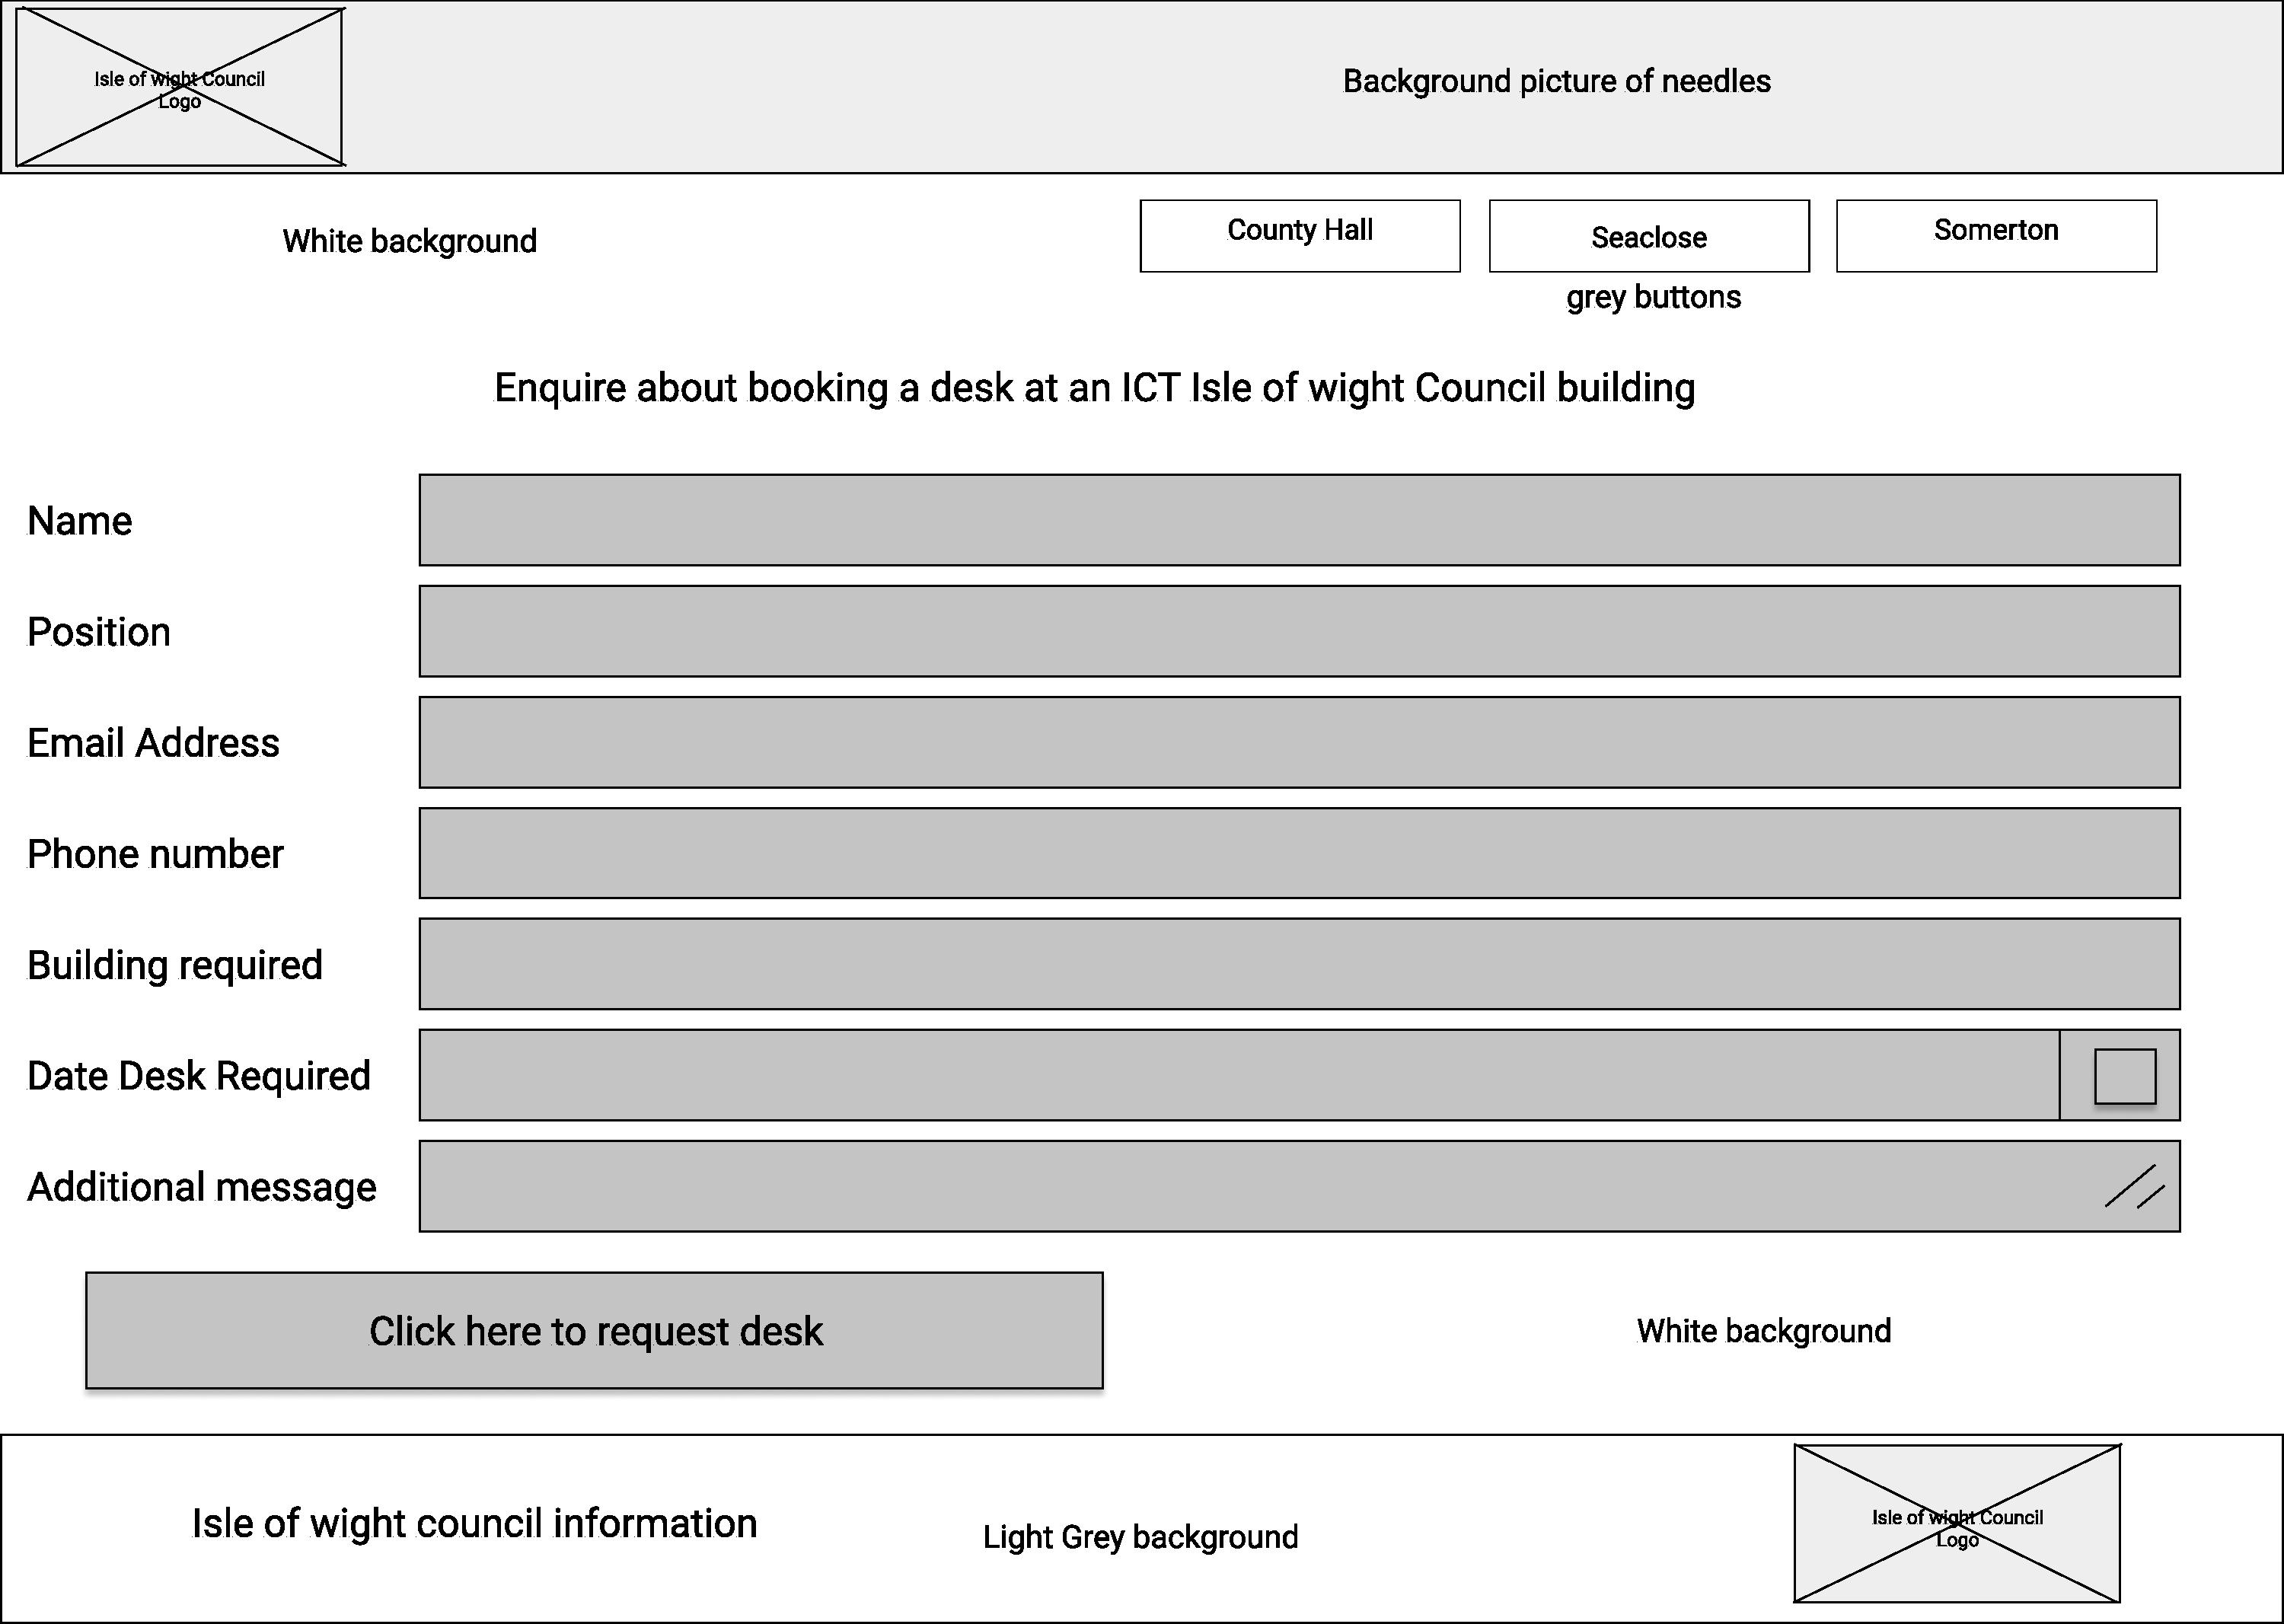 Isle of wight Council
Logo
Background picture of needles
White background
County Hall
Seaclose
Somerton
grey buttons
Enquire about booking a desk at an ICT Isle of wight Council building
Name
Position
Email Address
Phone number
Building required
Date Desk Required
Additional message
Click here to request desk
White background
Isle of wight council information
Light Grey background
Isle of wight Council
Logo